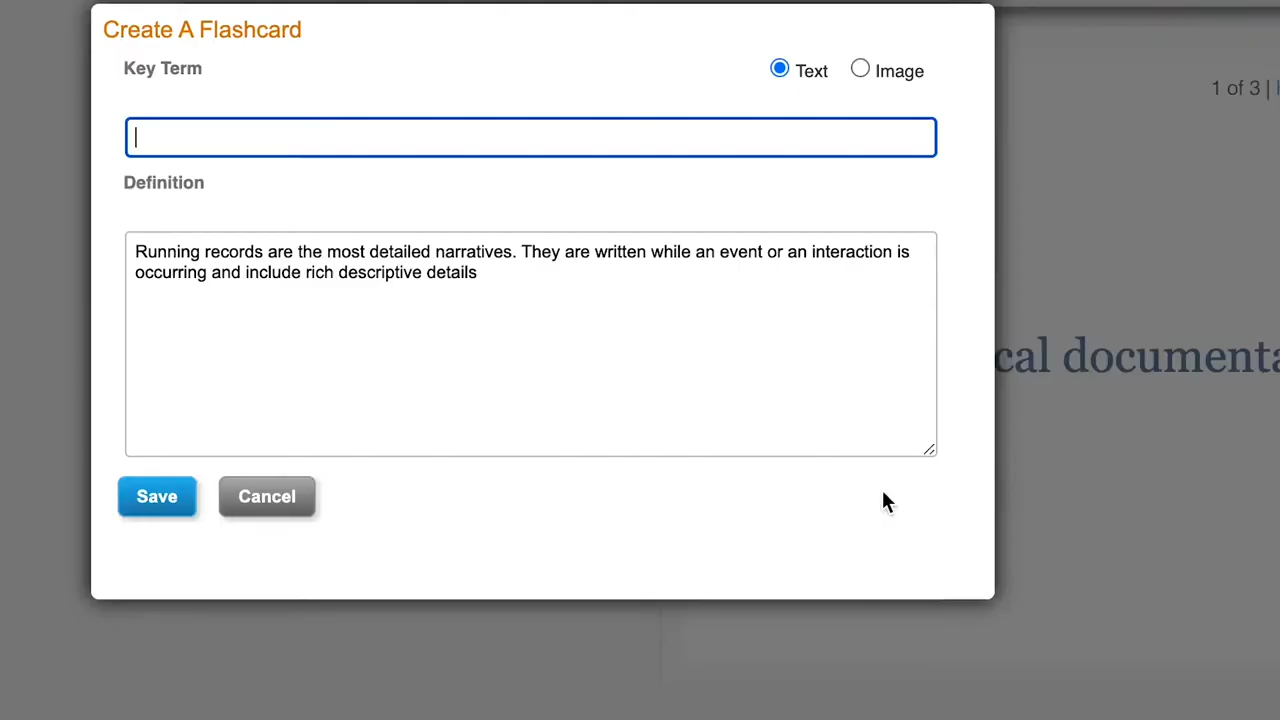 Create A Flashcard
Key Term
Text
Image
1 of 3 |
Definition
Running records are the most detailed narratives. They are written while an event or an interaction is
occurring and include rich descriptive details
cal documenta
Save
Cancel